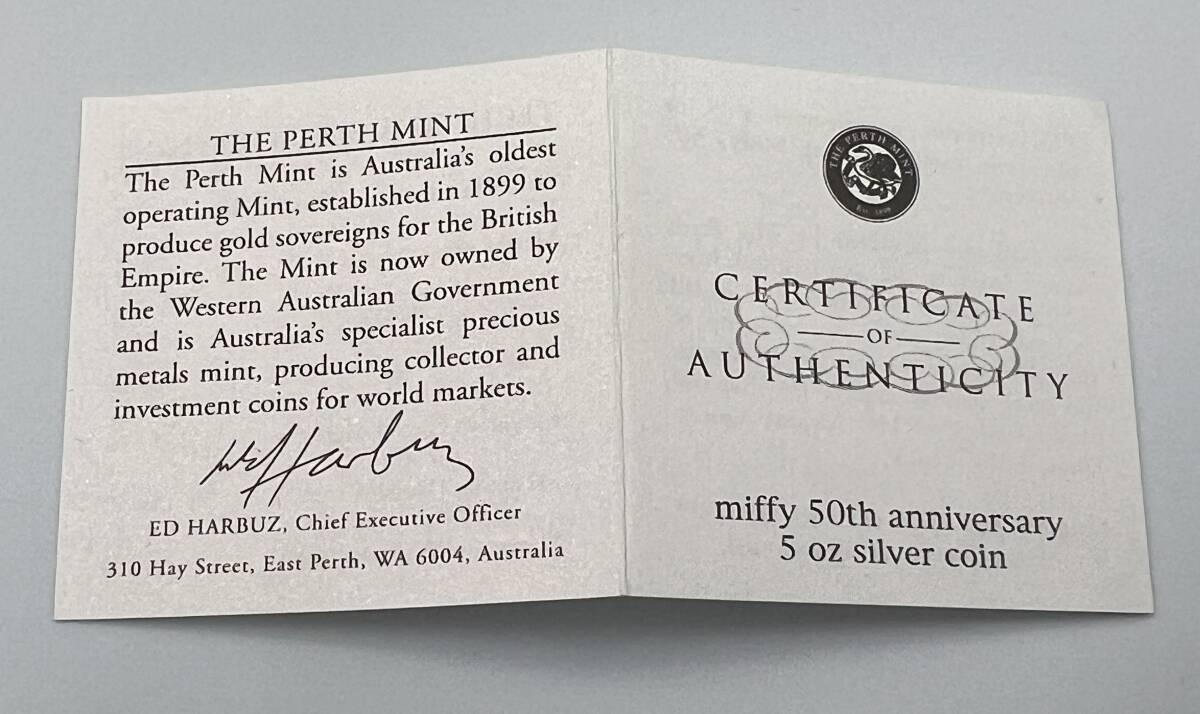 THE PERTH MINT
The Perth Mint is Australia's oldest
operating Mint, established in 1899 to
produce gold sovereigns for the British
Empire. The Mint is now owned by
the Western Australian Government
and is Australia's specialist precious
metals mint, producing collector and
investment coins for world markets.
ED HARBUZ, Chief Executive Officer
310 Hay Street, East Perth, WA 6004, Australia
THE PERTH MINT
EST. 1899
CERTIFICATE
OF
AUTHENTICITY
miffy 50th anniversary
5 oz silver coin